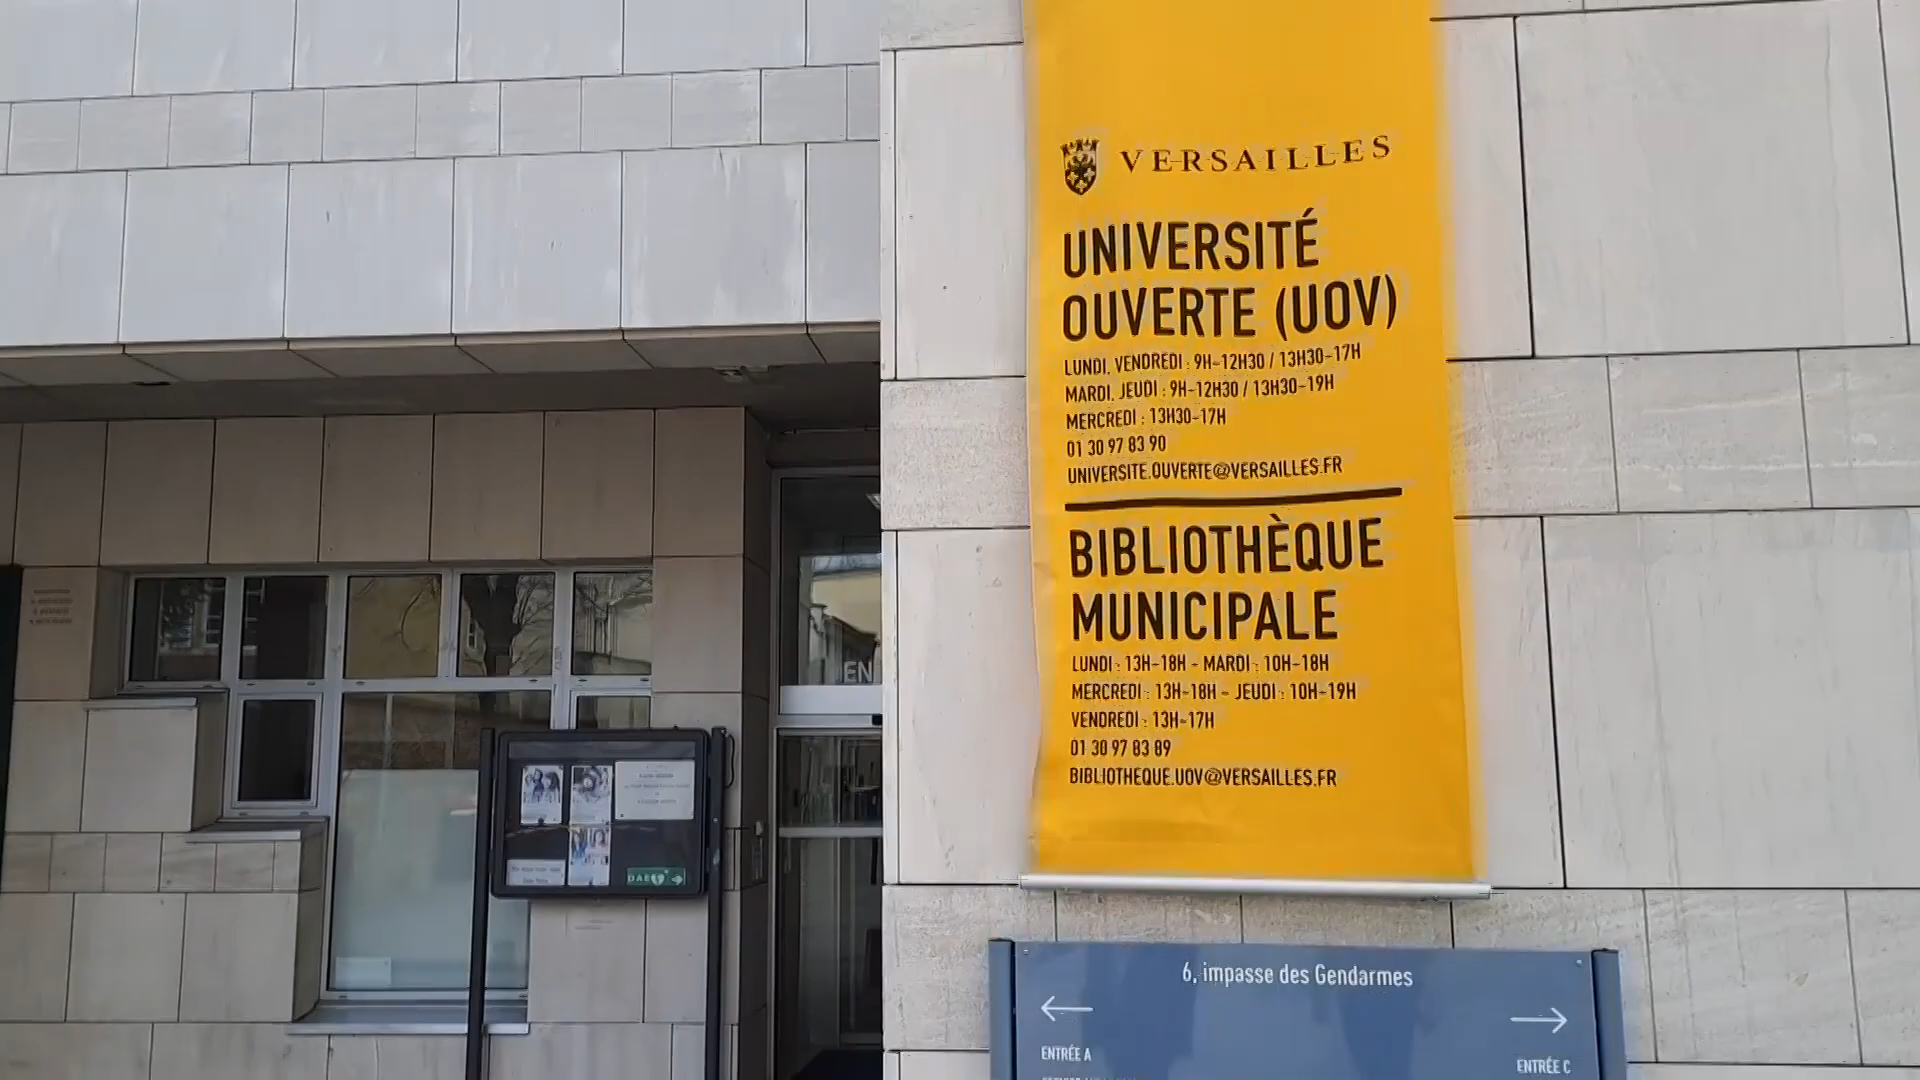 VERSAILLES
UNIVERSITÉ
OUVERTE (UOV)
LUNDI, VENDREDI : 9H-12H30 / 13H30-17H
MARDI, JEUDI : 9H-12H30 / 13H30-19H
MERCREDI : 13H30-17H
01 30 97 83 90
UNIVERSITE.OUVERTE@VERSAILLES.FR
BIBLIOTHÈQUE
MUNICIPALE
LUNDI : 13H-18H - MARDI : 10H-18H
MERCREDI : 13H-18H - JEUDI : 10H-19H
VENDREDI : 13H-17H
01 30 97 83 89
BIBLIOTHEQUE.UOV@VERSAILLES.FR
EN
DAE
6, impasse des Gendarmes
ENTRÉE A
ENTRÉE C